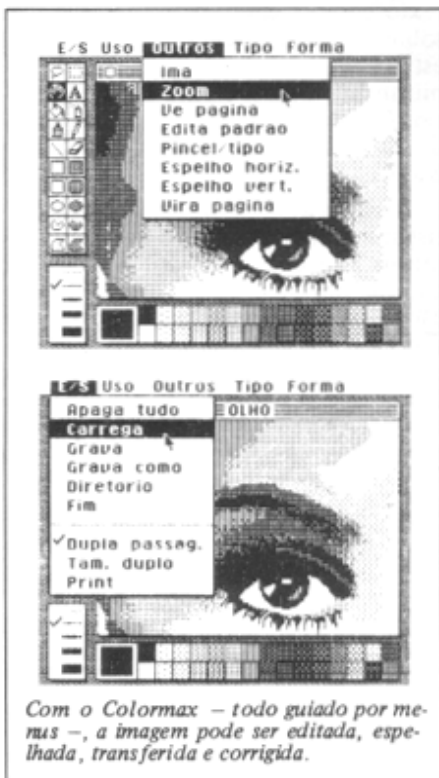 E/S Uso Outros Tipo Forma
Ima
Zoom
Ve pagina
Edita padrao
Pincel/tipo
Espelho horiz.
Espelho vert.
Vira pagina
A
E/S Uso Outros Tipo Forma
Apaga tudo
OLHO
Carrega
Grava
Grava como
Diretorio
Fim
Dupla passag.
Tam. duplo
Print
Com o Colormax – todo guiado por me-
nus –, a imagem pode ser editada, espe-
lhada, transferida e corrigida.